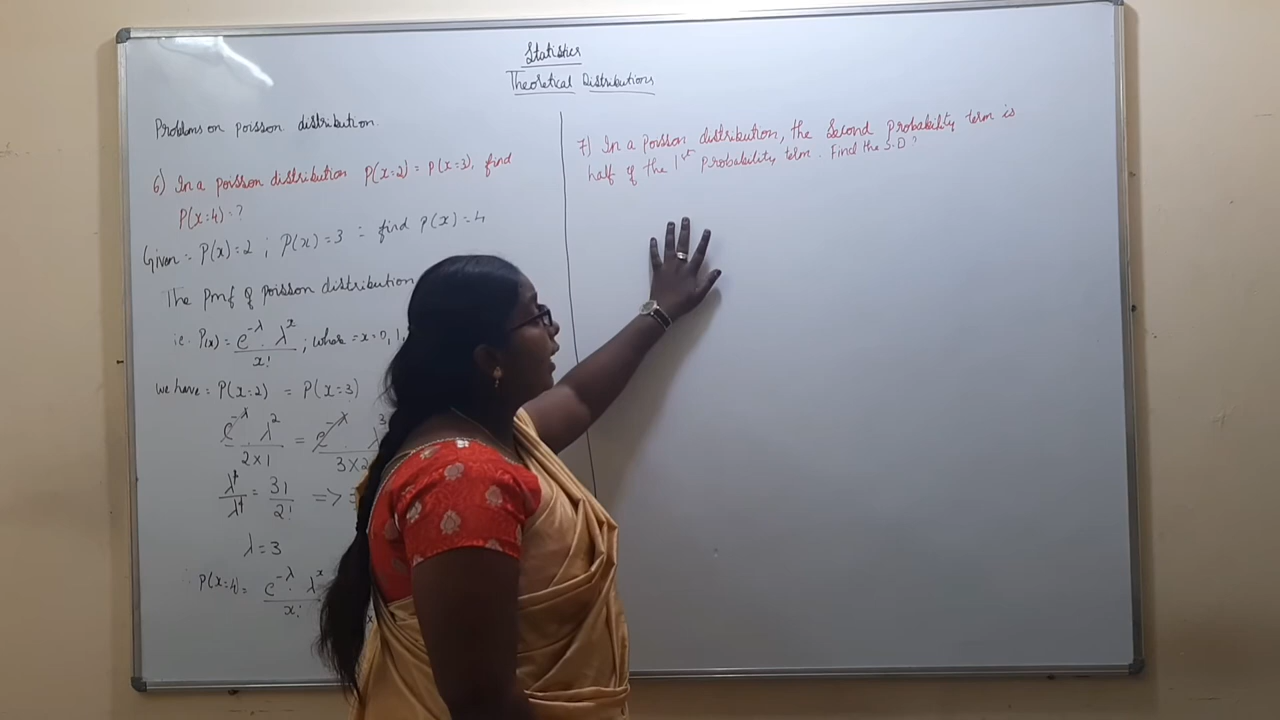 Statistics
Theoretical Distributions
Problems on poisson distribution.
6) In a poisson distribution P(x=2) = P(x=3), find
P(x=4) = ?
Given :- P(x)=2 ; P(x)=3 = find P(x)=4
The Pmf of poisson distribution
ie. P(x) = e^-λ . λ^x / x! ; where = x=0, 1,
we have = P(x=2) = P(x=3)
e^-λ . λ^2 / 2×1 = e^-λ . λ^3 / 3×2
= 3! / 2! =>
λ = 3
∴ P(x=4) = e^-λ . λ^x / x!
7) In a poisson distribution, the Second Probability term is
half of the 1st Probability term. Find the S.D?